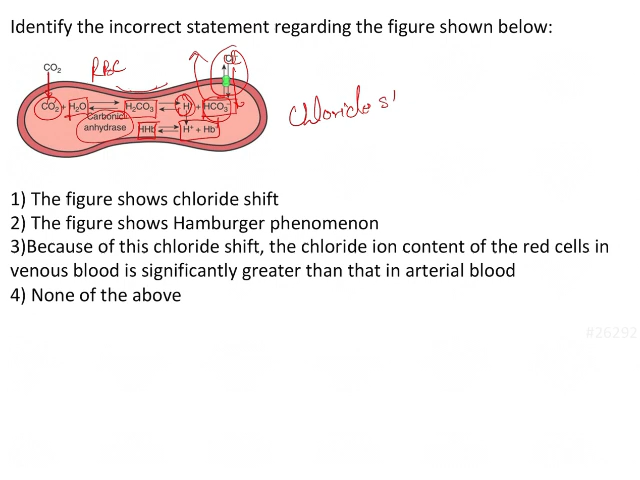 Identify the incorrect statement regarding the figure shown below:
CO₂ RBC
CO₂ + H₂O H₂CO₃ H⁺ + HCO₃⁻
Carbonic
anhydrase HHb H⁺ + Hb⁻
Chloride s'
1) The figure shows chloride shift
2) The figure shows Hamburger phenomenon
3)Because of this chloride shift, the chloride ion content of the red cells in
venous blood is significantly greater than that in arterial blood
4) None of the above
#26292